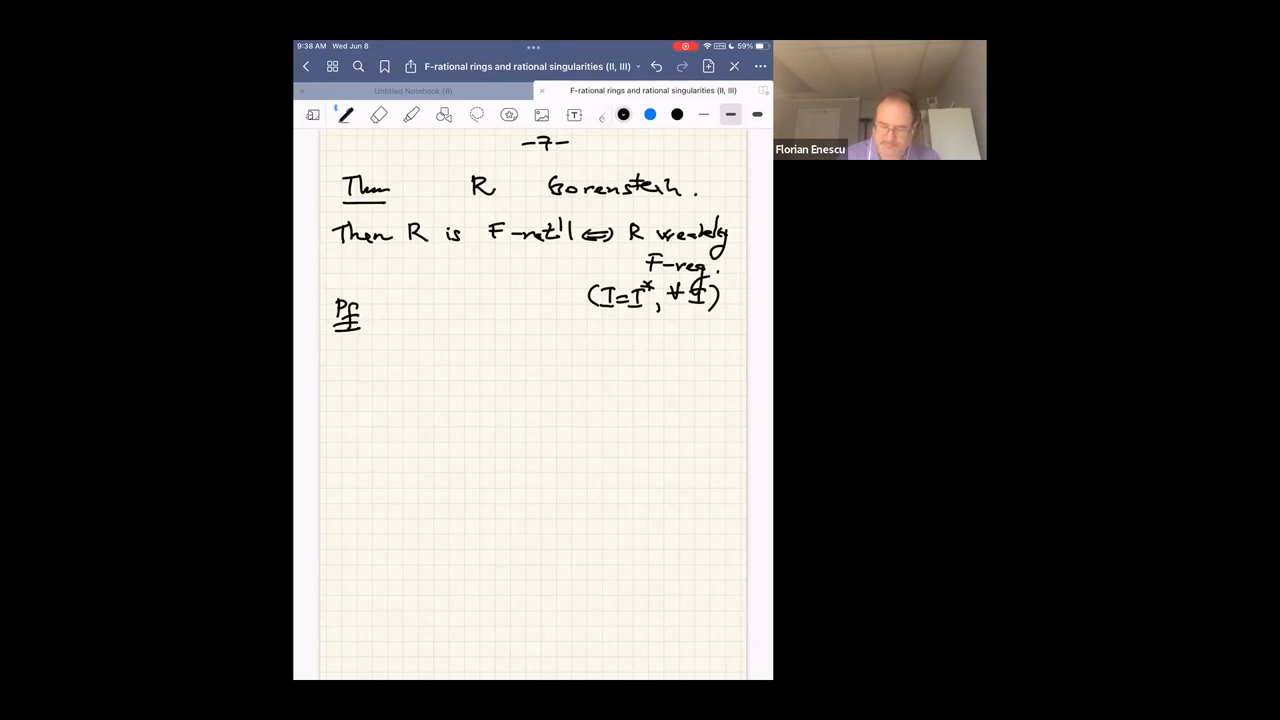 9:38 AM Wed Jun 8
59%
F-rational rings and rational singularities (II, III)
Untitled Notebook (8)
F-rational rings and rational singularities (II, III)
Florian Enescu
-7-
Thm R Gorenstein.
Then R is F-rat'l ⇔ R weakly
F-reg.
(I=I*, ∀ I)
Pf